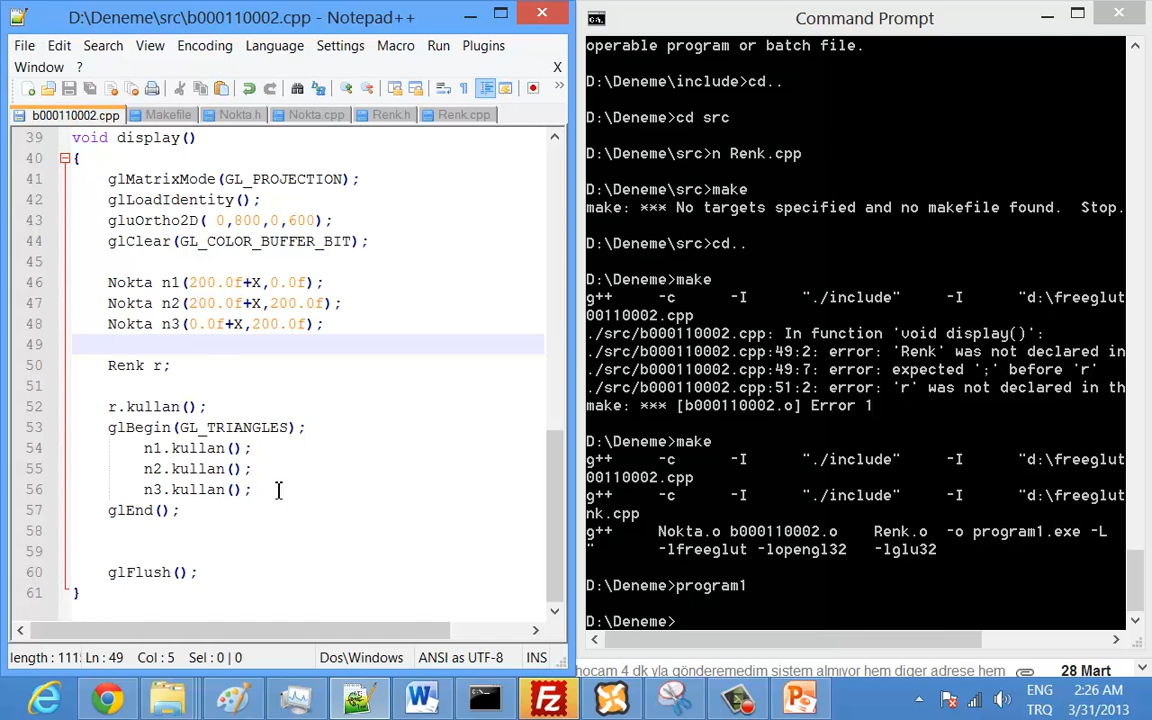 D:\Deneme\src\b000110002.cpp - Notepad++
File Edit Search View Encoding Language Settings Macro Run Plugins
Window ? X
b000110002.cpp Makefile Nokta.h Nokta.cpp Renk.h Renk.cpp
39 void display()
40 {
41 glMatrixMode(GL_PROJECTION);
42 glLoadIdentity();
43 gluOrtho2D( 0,800,0,600);
44 glClear(GL_COLOR_BUFFER_BIT);
45
46 Nokta n1(200.0f+X,0.0f);
47 Nokta n2(200.0f+X,200.0f);
48 Nokta n3(0.0f+X,200.0f);
49
50 Renk r;
51
52 r.kullan();
53 glBegin(GL_TRIANGLES);
54 n1.kullan();
55 n2.kullan();
56 n3.kullan();
57 glEnd();
58
59
60 glFlush();
61 }
length : 111 Ln : 49 Col : 5 Sel : 0 | 0 Dos\Windows ANSI as UTF-8 INS
Command Prompt
operable program or batch file.
D:\Deneme\include>cd..
D:\Deneme>cd src
D:\Deneme\src>n Renk.cpp
D:\Deneme\src>make
make: *** No targets specified and no makefile found. Stop.
D:\Deneme\src>cd..
D:\Deneme>make
g++ -c -I "./include" -I "d:\freeglut
00110002.cpp
./src/b000110002.cpp: In function 'void display()':
./src/b000110002.cpp:49:2: error: 'Renk' was not declared in
./src/b000110002.cpp:49:7: error: expected ';' before 'r'
./src/b000110002.cpp:51:2: error: 'r' was not declared in th
make: *** [b000110002.o] Error 1
D:\Deneme>make
g++ -c -I "./include" -I "d:\freeglut
00110002.cpp
g++ -c -I "./include" -I "d:\freeglut
nk.cpp
g++ Nokta.o b000110002.o Renk.o -o program1.exe -L
" -lfreeglut -lopengl32 -lglu32
D:\Deneme>program1
D:\Deneme>
hocam 4 dk yla gönderemedim sistem almıyor hem diger adrese hem 28 Mart
ENG 2:26 AM
TRQ 3/31/2013